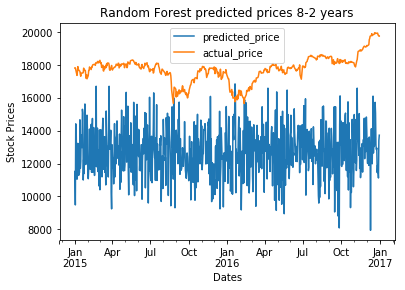 Random Forest predicted prices 8-2 years
predicted_price
actual_price
20000
18000
16000
14000
12000
10000
8000
Stock Prices
Jan Apr Jul Oct Jan Apr Jul Oct Jan
2015 2016 2017
Dates